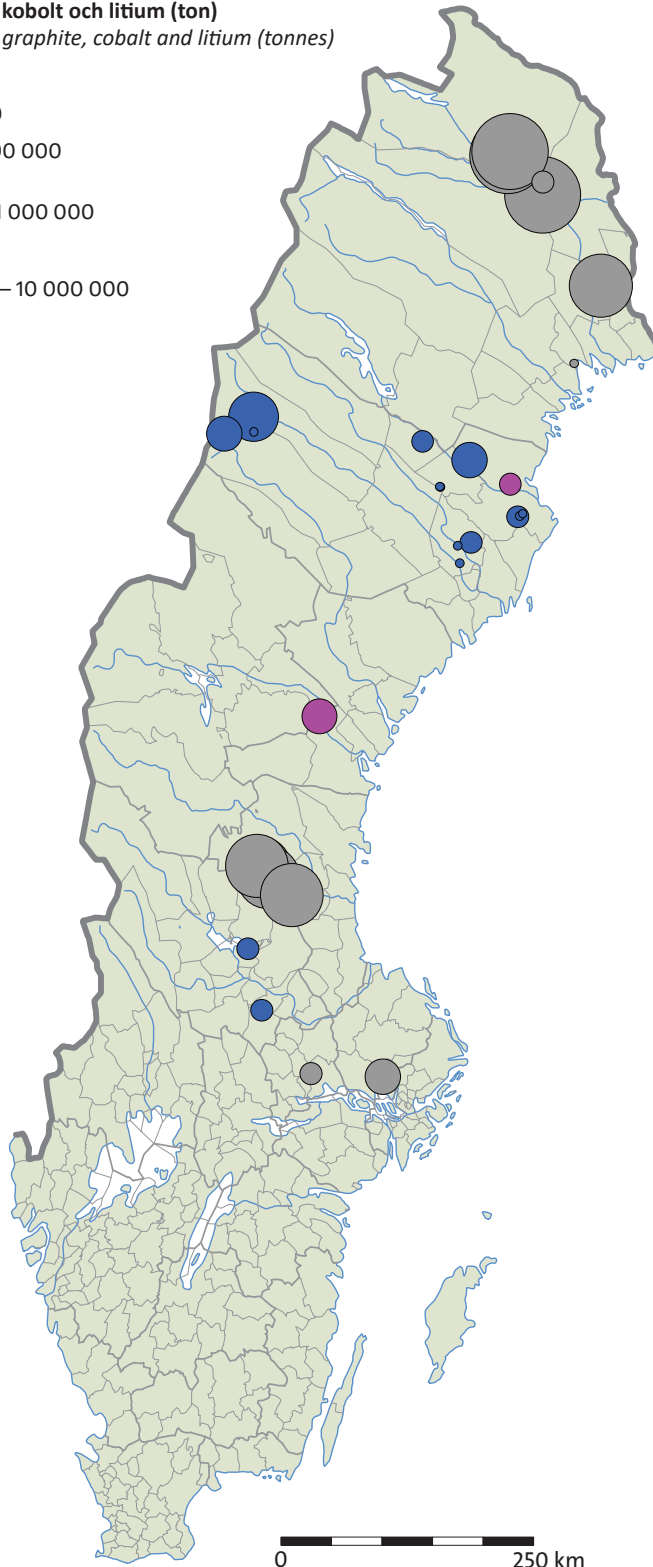 kobolt och litium (ton)
graphite, cobalt and litium (tonnes)
00 000
1 000 000
– 10 000 000
0
250 km